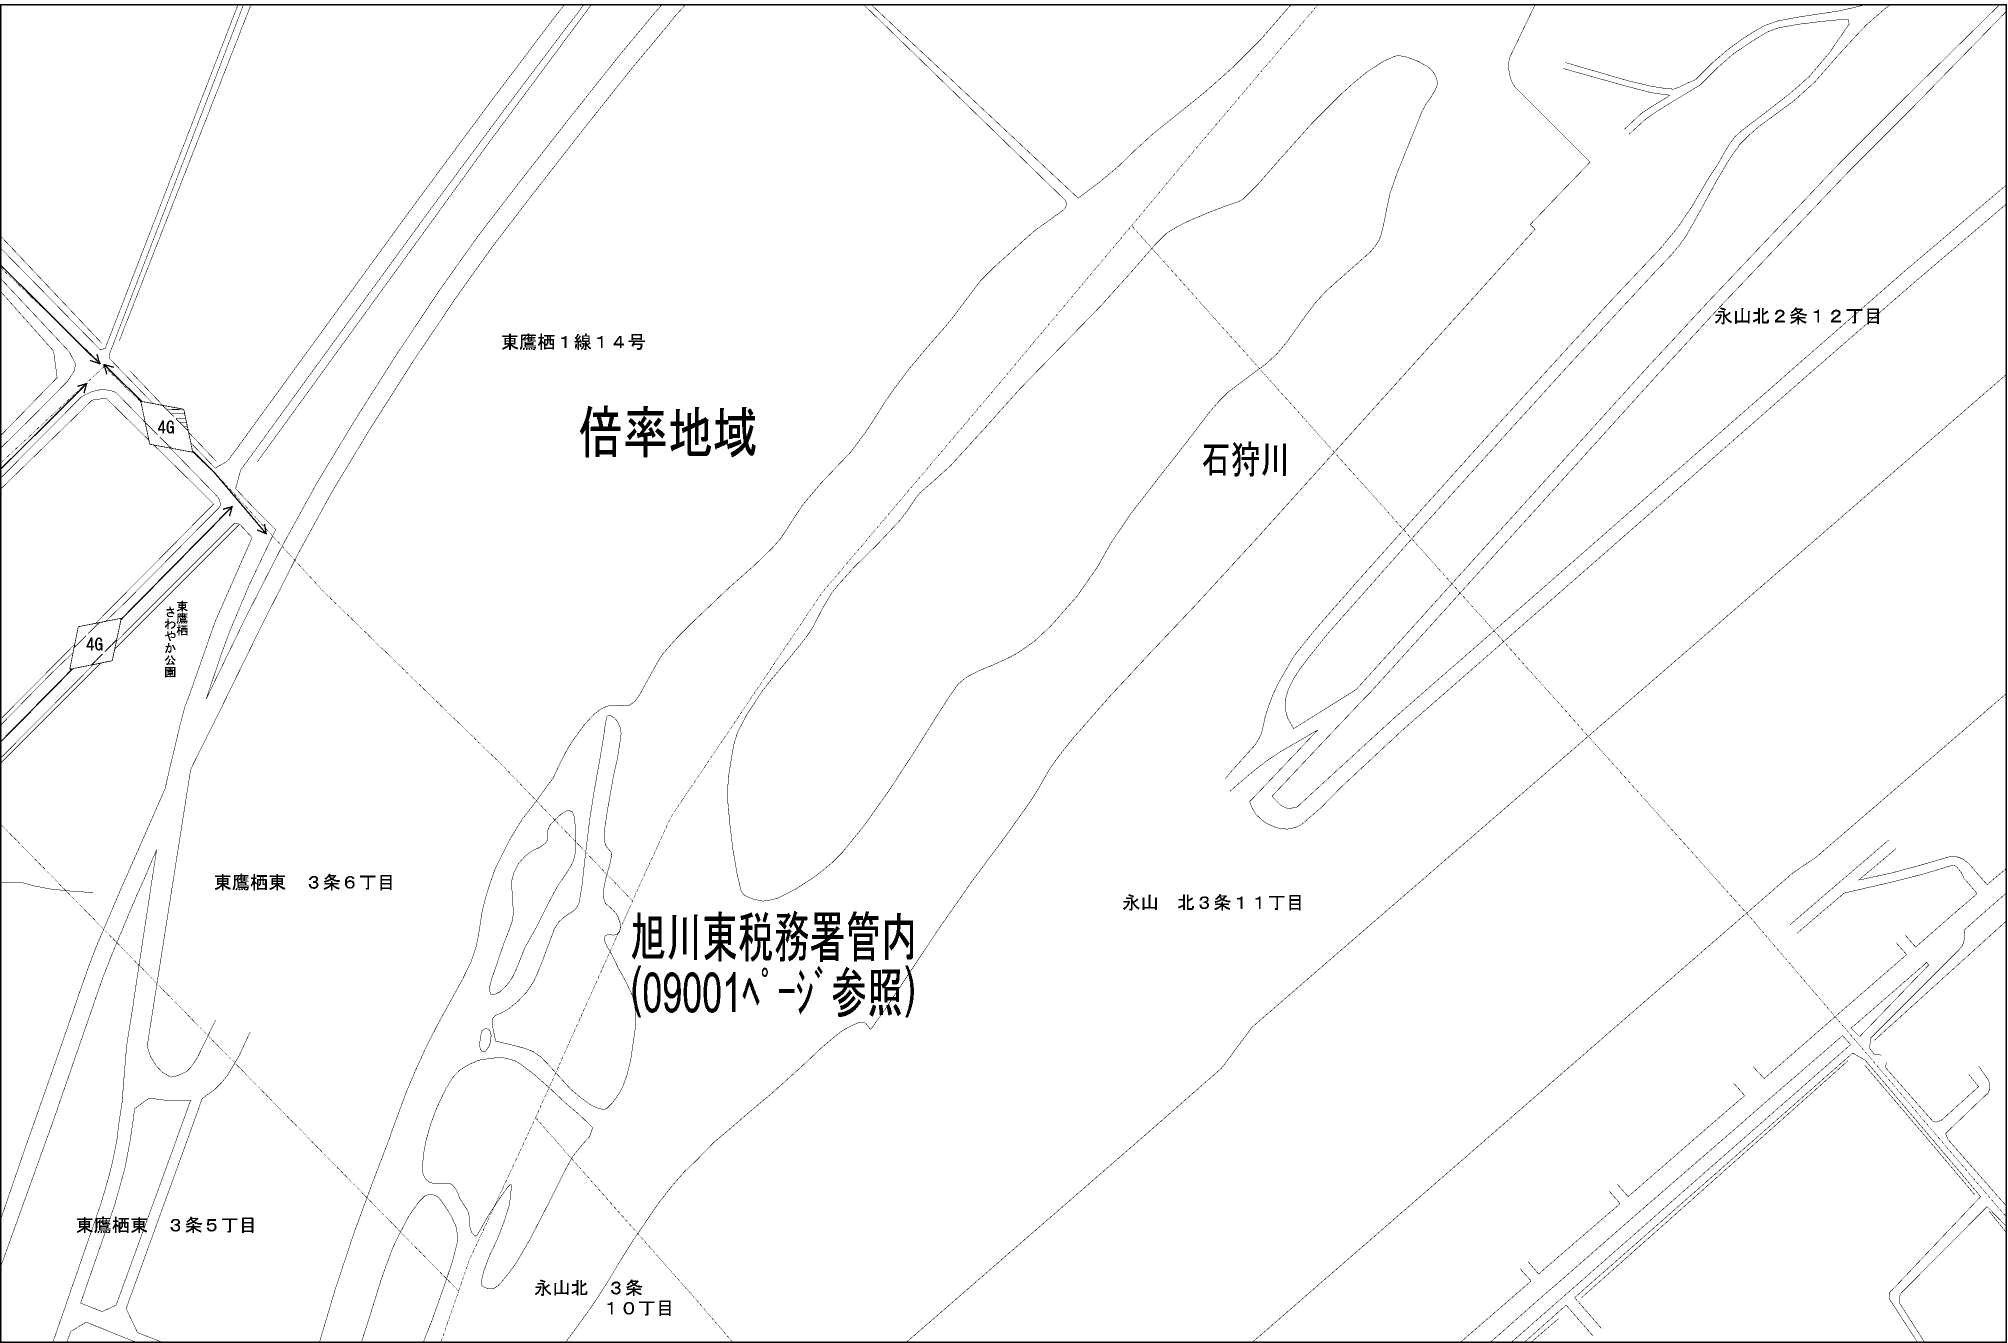 永山北２条１２丁目
東鷹栖１線１４号
倍率地域
4G
石狩川
東鷹栖
さわやか公園
4G
東鷹栖東　３条６丁目
永山　北３条１１丁目
旭川東税務署管内
(09001ﾍﾟｰｼﾞ参照)
東鷹栖東　３条５丁目
永山北　３条
１０丁目